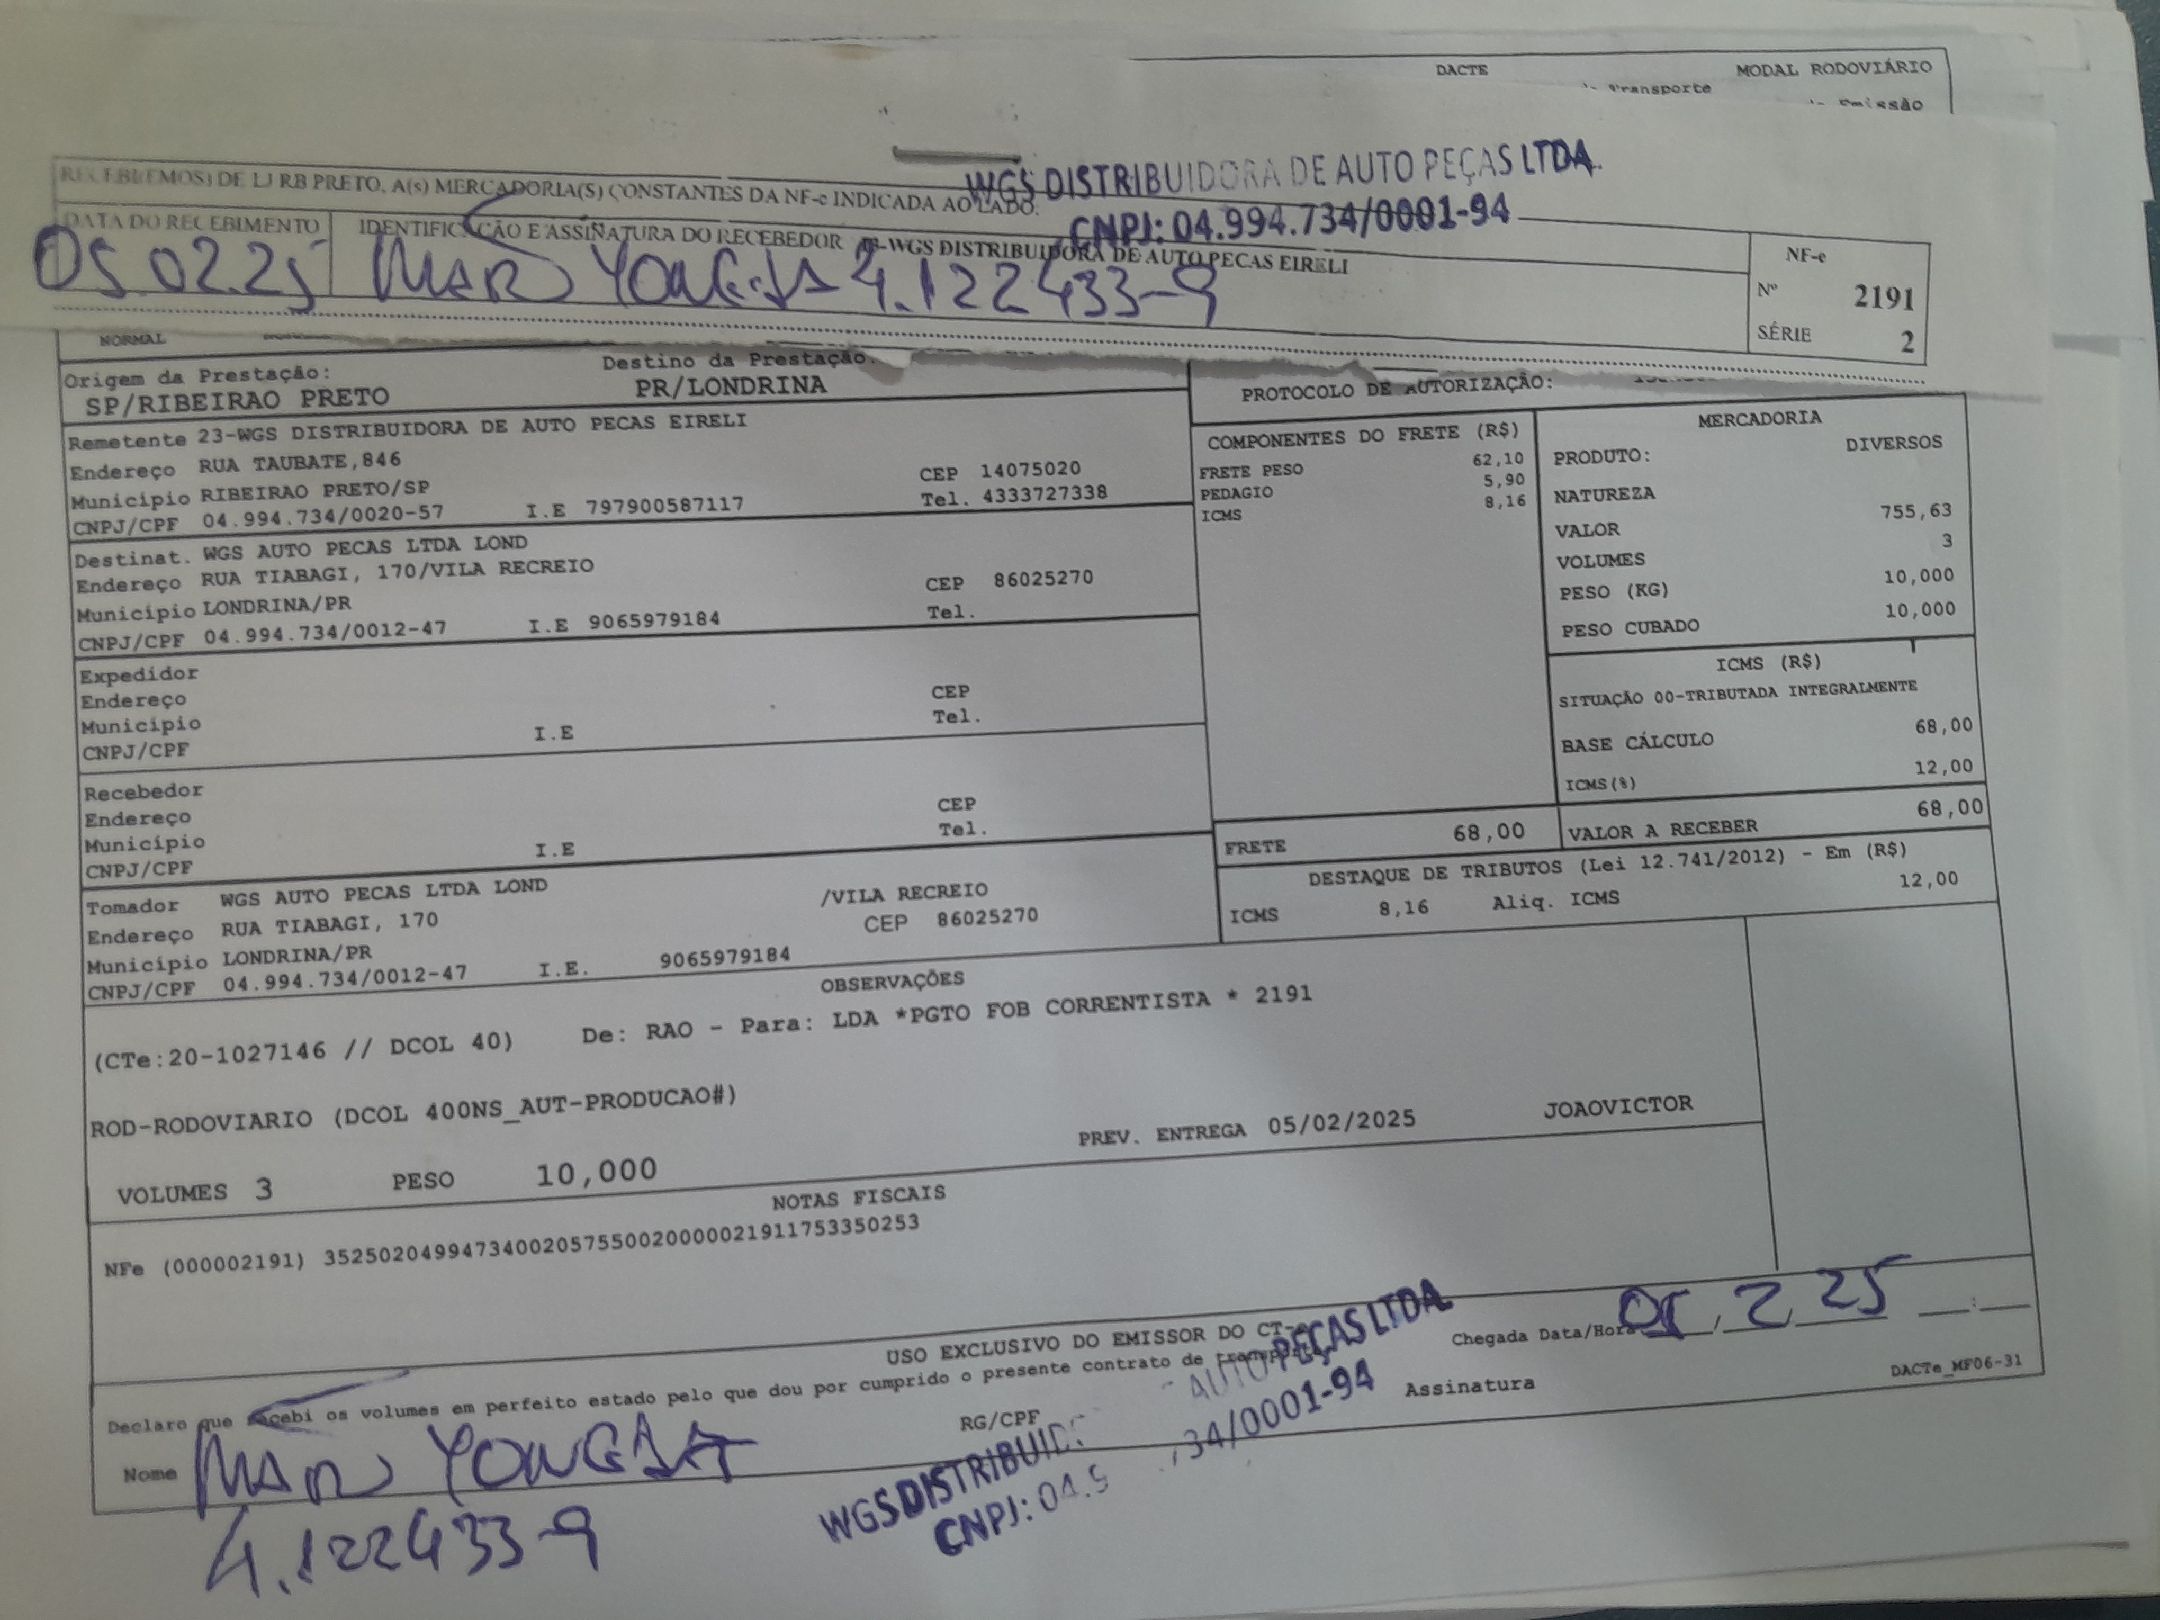 DACTE MODAL RODOVIÁRIO
Transporte Emissão
WGS DISTRIBUIDORA DE AUTO PEÇAS LTDA.
CNPJ: 04.994.734/0001-94
RECEBEMOS) DE LJ RB PRETO, A(s) MERCADORIA(S) CONSTANTES DA NF-e INDICADA AO LADO.
DATA DO RECEBIMENTO IDENTIFICAÇÃO E ASSINATURA DO RECEBEDOR WGS DISTRIBUIDORA DE AUTO PECAS EIRELI
05.02.25 4.122433-9
NF-e
Nº 2191
SÉRIE 2
NORMAL
Origem da Prestação: Destino da Prestação.
SP/RIBEIRAO PRETO PR/LONDRINA
PROTOCOLO DE AUTORIZAÇÃO:
Remetente 23-WGS DISTRIBUIDORA DE AUTO PECAS EIRELI
Endereço RUA TAUBATE,846 CEP 14075020
Município RIBEIRAO PRETO/SP Tel. 4333727338
CNPJ/CPF 04.994.734/0020-57 I.E 797900587117
Destinat. WGS AUTO PECAS LTDA LOND
Endereço RUA TIABAGI, 170/VILA RECREIO CEP 86025270
Município LONDRINA/PR Tel.
CNPJ/CPF 04.994.734/0012-47 I.E 9065979184
Expedidor
Endereço CEP
Município Tel.
CNPJ/CPF I.E
Recebedor
Endereço CEP
Município Tel.
CNPJ/CPF I.E
Tomador WGS AUTO PECAS LTDA LOND /VILA RECREIO
Endereço RUA TIABAGI, 170 CEP 86025270
Município LONDRINA/PR
CNPJ/CPF 04.994.734/0012-47 I.E. 9065979184
COMPONENTES DO FRETE (R$)
FRETE PESO 62,10
PEDAGIO 5,90
ICMS 8,16
MERCADORIA
PRODUTO: DIVERSOS
NATUREZA
VALOR 755,63
VOLUMES 3
PESO (KG) 10,000
PESO CUBADO 10,000
ICMS (R$)
SITUAÇÃO 00-TRIBUTADA INTEGRALMENTE
BASE CÁLCULO 68,00
ICMS(%) 12,00
FRETE 68,00 VALOR A RECEBER 68,00
DESTAQUE DE TRIBUTOS (Lei 12.741/2012) - Em (R$)
ICMS 8,16 Aliq. ICMS 12,00
OBSERVAÇÕES
(CTe:20-1027146 // DCOL 40) De: RAO - Para: LDA *PGTO FOB CORRENTISTA * 2191
ROD-RODOVIARIO (DCOL 400NS_AUT-PRODUCAO#)
PREV. ENTREGA 05/02/2025 JOAOVICTOR
VOLUMES 3 PESO 10,000
NOTAS FISCAIS
NFe (000002191) 35250204994734002057550020000021911753350253
USO EXCLUSIVO DO EMISSOR DO CT-e
Declaro que recebi os volumes em perfeito estado pelo que dou por cumprido o presente contrato de transporte
Chegada Data/Hora 05 2 25 __:__
Nome RG/CPF Assinatura
DACTe_MF06-31
4.122433-9
WGS DISTRIBUID AUTO PEÇAS LTDA
CNPJ: 04.9 34/0001-94